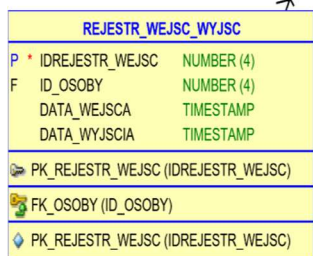 REJESTR_WEJSC_WYJSC
P * IDREJESTR_WEJSC NUMBER (4)
F ID_OSOBY NUMBER (4)
DATA_WEJSCA TIMESTAMP
DATA_WYJSCIA TIMESTAMP
PK_REJESTR_WEJSC (IDREJESTR_WEJSC)
FK_OSOBY (ID_OSOBY)
PK_REJESTR_WEJSC (IDREJESTR_WEJSC)